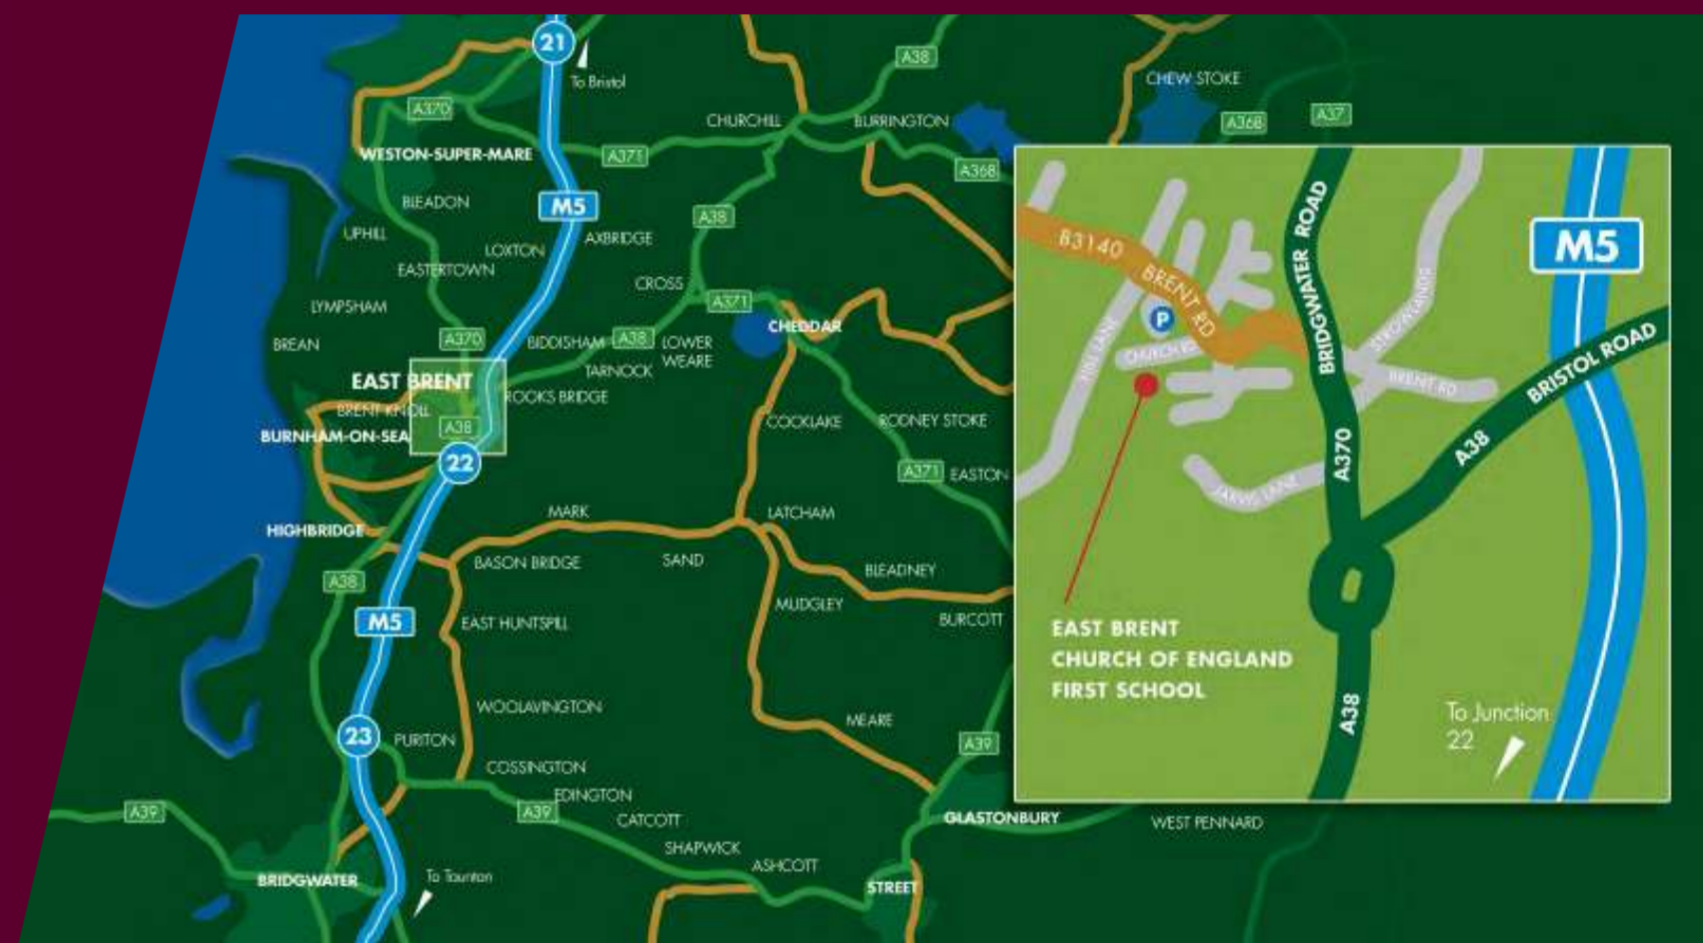 21
To Bristol
A38
CHEW STOKE
A370
CHURCHILL
BURRINGTON
A368
A37
WESTON-SUPER-MARE
A371
A368
BLEADON
M5
A38
UPHILL
LOXTON
AXBRIDGE
EASTERTOWN
CROSS
LYMPSHAM
A371
CHEDDAR
BREAN
A370
BIDDISHAM
A38
LOWER
WEARE
TARNOCK
EAST BRENT
ROOKS BRIDGE
BRENT KNOLL
A38
BURNHAM-ON-SEA
COCKLAKE
RODNEY STOKE
22
A371
EASTON
MARK
LATCHAM
HIGHBRIDGE
BASON BRIDGE
SAND
BLEADNEY
A38
MUDGLEY
M5
EAST HUNTSPILL
BURCOTT
WOOLAVINGTON
MEARE
23
PURITON
A39
COSSINGTON
EDINGTON
A39
A39
CATCOTT
GLASTONBURY
WEST PENNARD
SHAPWICK
ASHCOTT
BRIDGWATER
To Taunton
STREET
B3140
BRENT RD
BRIDGWATER ROAD
M5
P
CHURCH RD
STROWLANDS
BRENT RD
BRISTOL ROAD
A370
A38
JARVIS LANE
EAST BRENT
CHURCH OF ENGLAND
FIRST SCHOOL
A38
To Junction
22